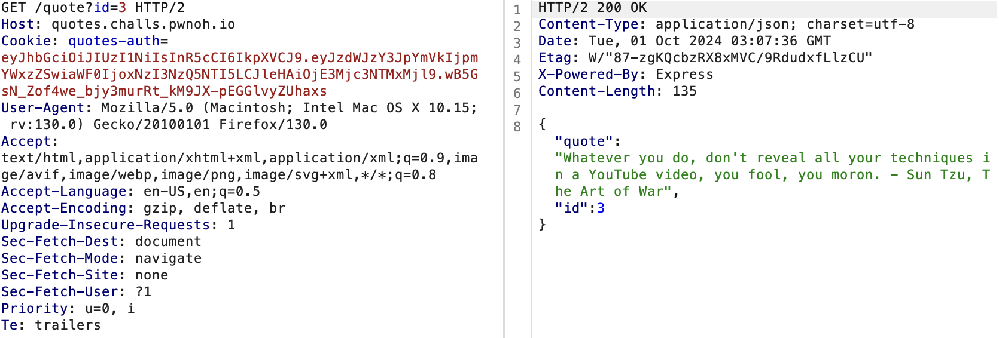 GET /quote?id=3 HTTP/2
Host: quotes.challs.pwnoh.io
Cookie: quotes-auth=
eyJhbGciOiJIUzI1NiIsInR5cCI6IkpXVCJ9.eyJzdWJzY3JpYmVkIjpm
YWxzZSwiaWF0IjoxNzI3NzQ5NTI5LCJleHAiOjE3Mjc3NTMxMjl9.wB5G
sN_Zof4we_bjy3murRt_kM9JX-pEGGlvyZUhaxs
User-Agent: Mozilla/5.0 (Macintosh; Intel Mac OS X 10.15;
rv:130.0) Gecko/20100101 Firefox/130.0
Accept:
text/html,application/xhtml+xml,application/xml;q=0.9,ima
ge/avif,image/webp,image/png,image/svg+xml,*/*;q=0.8
Accept-Language: en-US,en;q=0.5
Accept-Encoding: gzip, deflate, br
Upgrade-Insecure-Requests: 1
Sec-Fetch-Dest: document
Sec-Fetch-Mode: navigate
Sec-Fetch-Site: none
Sec-Fetch-User: ?1
Priority: u=0, i
Te: trailers
1 HTTP/2 200 OK
2 Content-Type: application/json; charset=utf-8
3 Date: Tue, 01 Oct 2024 03:07:36 GMT
4 Etag: W/"87-zgKQcbzRX8xMVC/9RdudxfLlzCU"
5 X-Powered-By: Express
6 Content-Length: 135
7
8 {
"quote":
"Whatever you do, don't reveal all your techniques i
n a YouTube video, you fool, you moron. - Sun Tzu, T
he Art of War",
"id":3
}